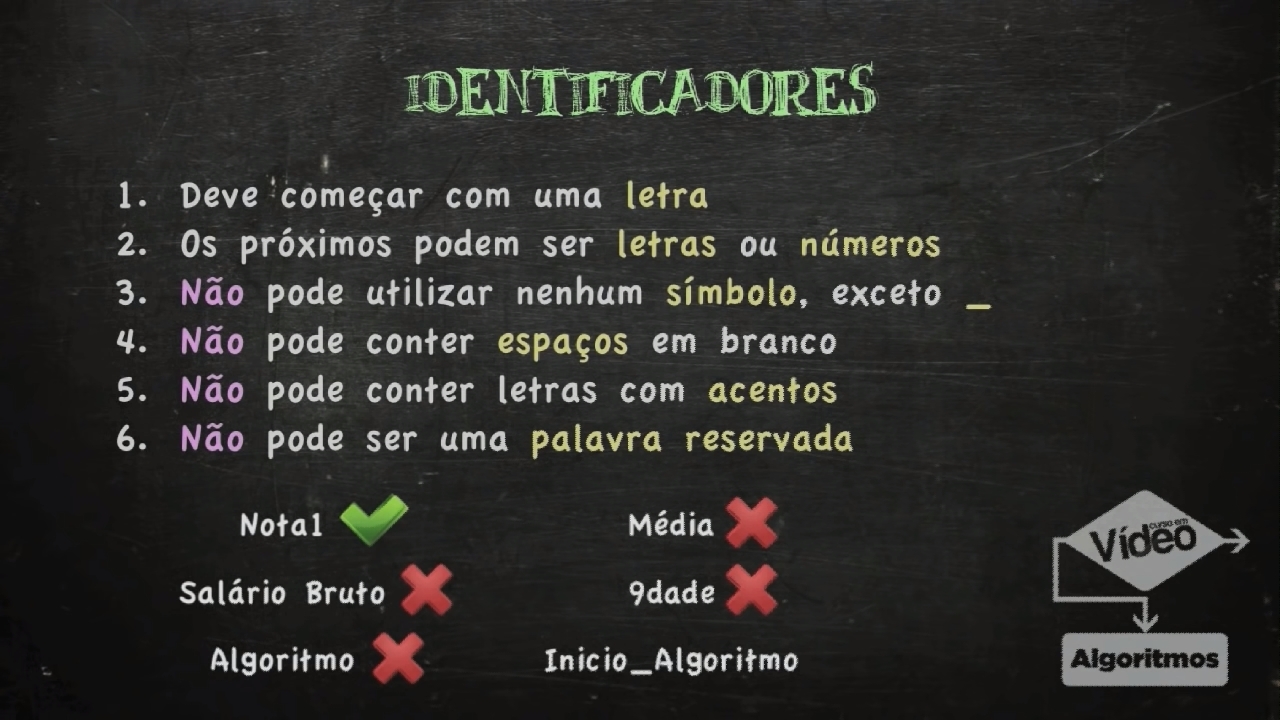 IDENTIFICADORES
1. Deve começar com uma letra
2. Os próximos podem ser letras ou números
3. Não pode utilizar nenhum símbolo, exceto _
4. Não pode conter espaços em branco
5. Não pode conter letras com acentos
6. Não pode ser uma palavra reservada
Nota1 Média
Salário Bruto 9dade
Algoritmo Inicio_Algoritmo
curso em
Vídeo
Algoritmos